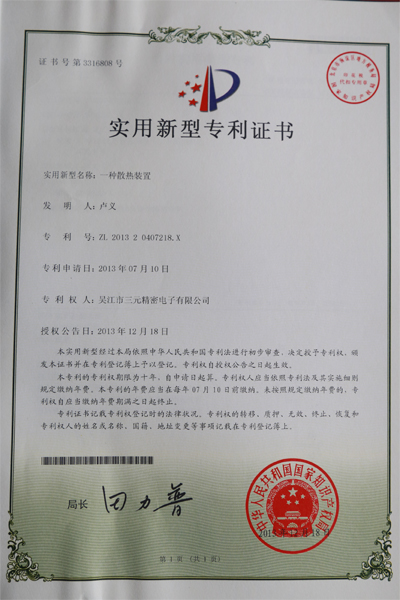 证书号第3316808号
实用新型专利证书
实用新型名称：一种散热装置
发 明 人：卢义
专 利 号：ZL 2013 2 0407218.X
专利申请日：2013年07月10日
专 利 权 人：吴江市三元精密电子有限公司
授权公告日：2013年12月18日
本实用新型经过本局依照中华人民共和国专利法进行初步审查，决定授予专利权，颁
发本证书并在专利登记簿上予以登记。专利权自授权公告之日起生效。
本专利的专利权期限为十年，自申请日起算。专利权人应当依照专利法及其实施细则
规定缴纳年费。本专利的年费应当在每年07月10日前缴纳。未按照规定缴纳年费的，专
利权自应当缴纳年费期满之日起终止。
专利证书记载专利权登记时的法律状况。专利权的转移、质押、无效、终止、恢复和
专利权人的姓名或名称、国籍、地址变更等事项记载在专利登记簿上。
局长
田力普
中华人民共和国国家知识产权局
第1页（共1页）